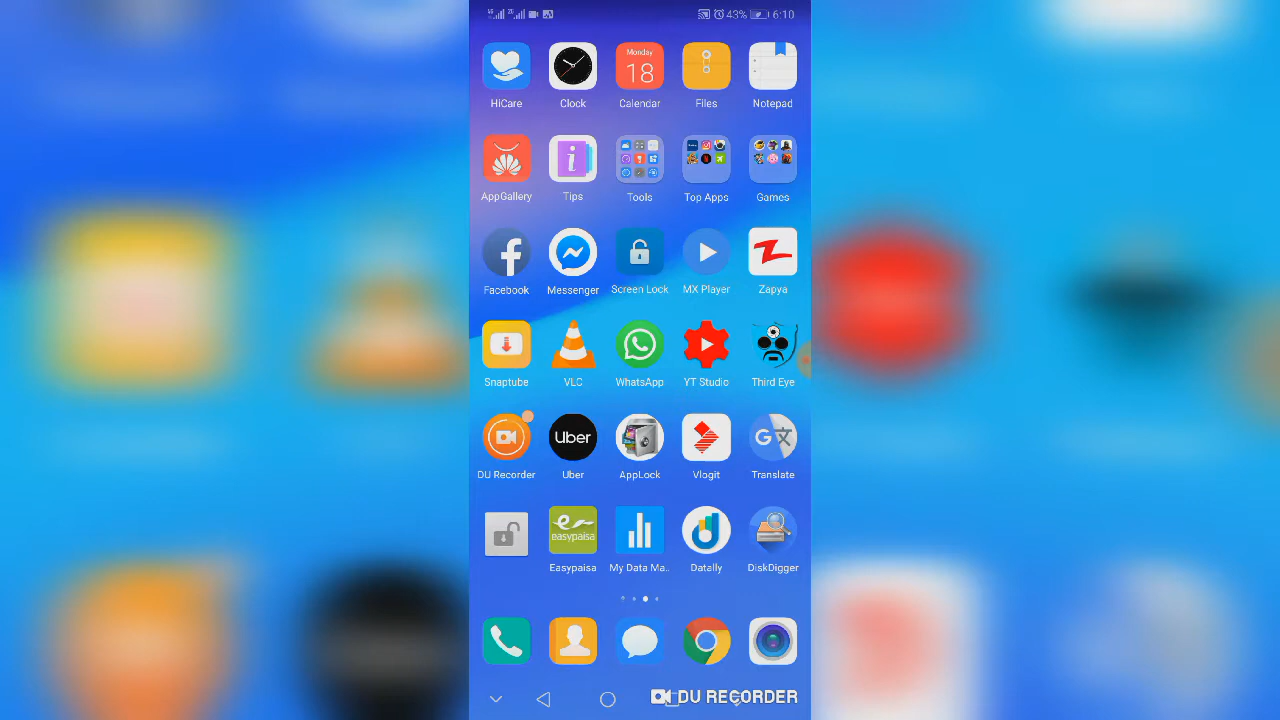 4G 2G 43% 6:10
Monday
18
HiCare Clock Calendar Files Notepad
AppGallery Tips Tools Top Apps Games
Facebook Messenger Screen Lock MX Player Zapya
Snaptube VLC WhatsApp YT Studio Third Eye
Uber
DU Recorder Uber AppLock Vlogit Translate
easypaisa
Easypaisa My Data Ma.. Datally DiskDigger
DU RECORDER